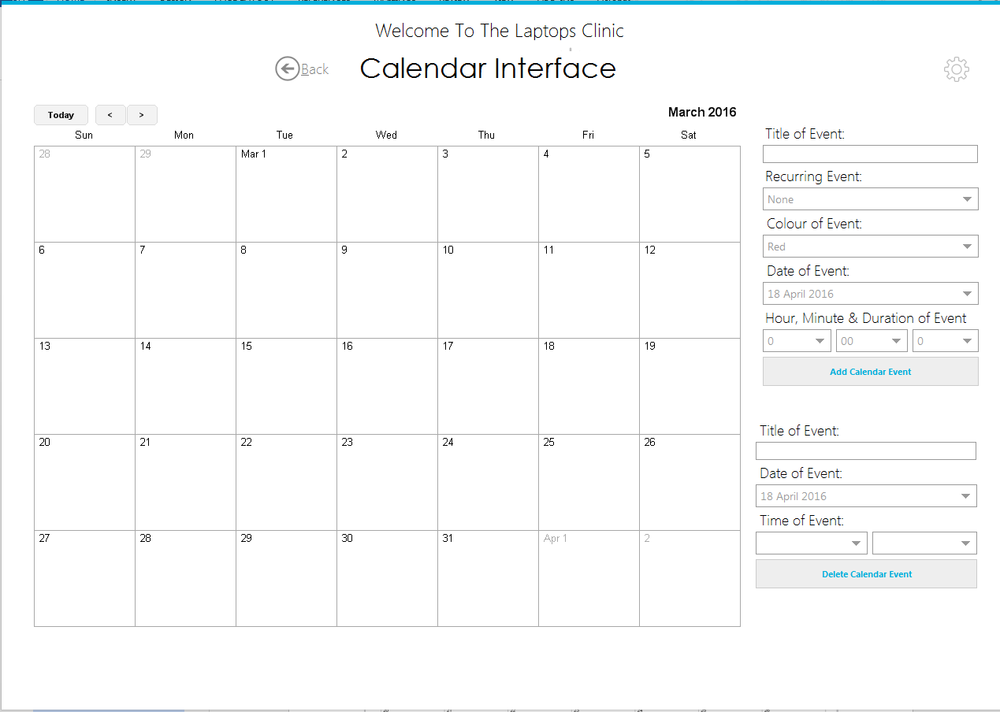 Welcome To The Laptops Clinic
Back
Calendar Interface
Today < >
March 2016
Sun Mon Tue Wed Thu Fri Sat
28 29 Mar 1 2 3 4 5
6 7 8 9 10 11 12
13 14 15 16 17 18 19
20 21 22 23 24 25 26
27 28 29 30 31 Apr 1 2
Title of Event:
Recurring Event:
None
Colour of Event:
Red
Date of Event:
18 April 2016
Hour, Minute & Duration of Event
0 00 0
Add Calendar Event
Title of Event:
Date of Event:
18 April 2016
Time of Event:
Delete Calendar Event